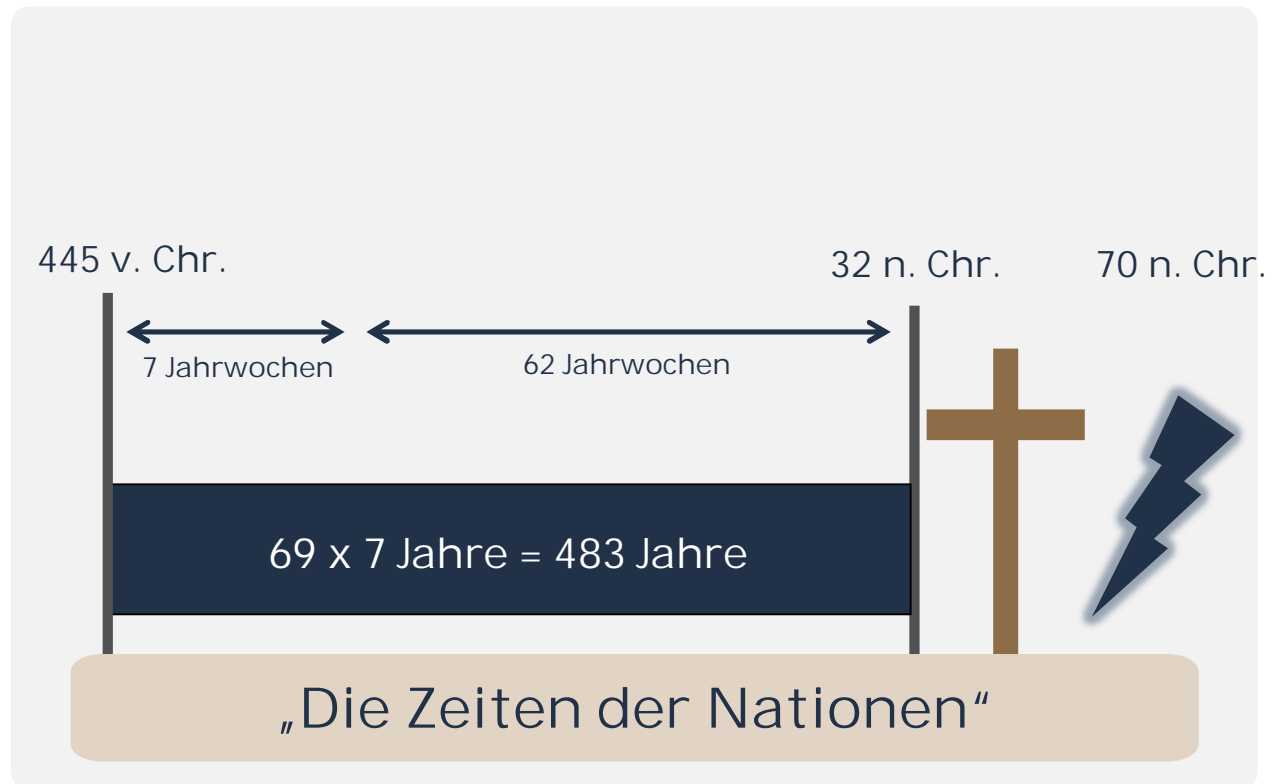 445 v. Chr.
32 n. Chr.
70 n. Chr.
7 Jahrwochen
62 Jahrwochen
69 x 7 Jahre = 483 Jahre
„Die Zeiten der Nationen“